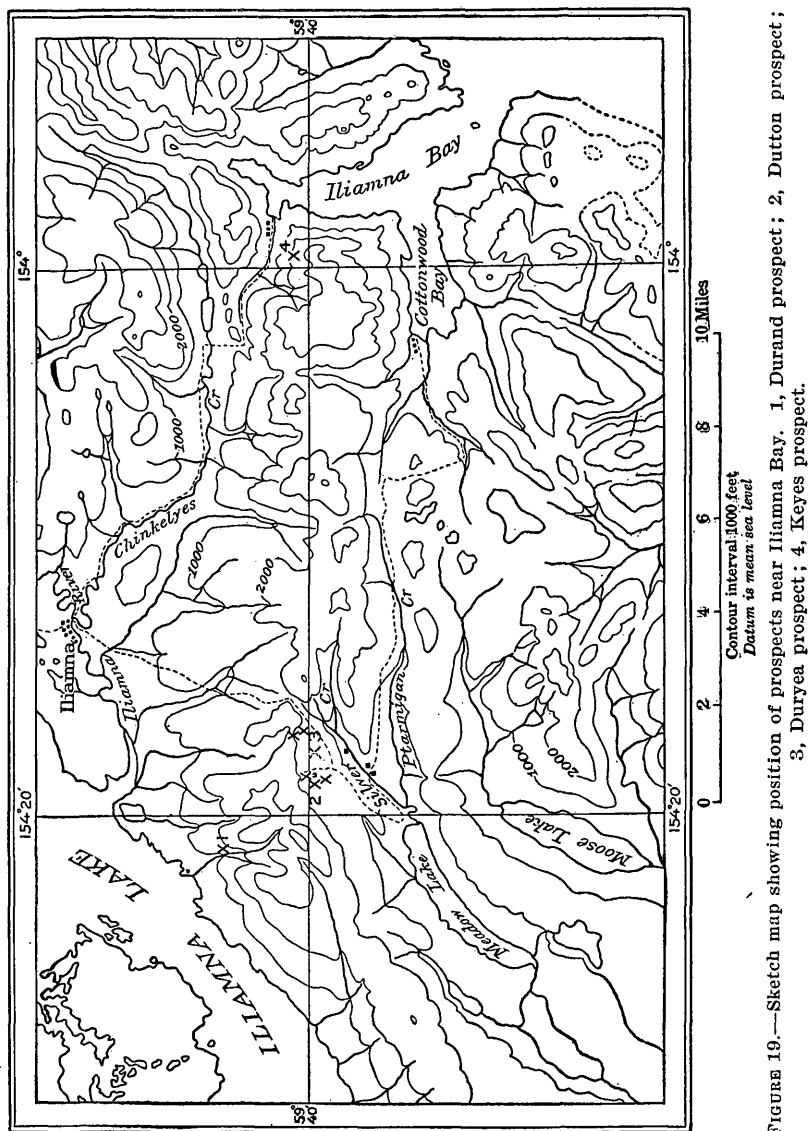 59°
40'
154°
154°
154°20'
154°20'
59°
40'
ILIAMNA
LAKE
Iliamna
Iliamna
River
Chinkelyes
Cr
1000
2000
1000
2000
Iliamna Bay
Cottonwood
Bay
Silver
Cr
Ptarmigan
Cr
Meadow
Lake
Moose Lake
1000
2000
1
2
3
4
0 2 4 6 8 10 Miles
Contour interval 1000 feet
Datum is mean sea level
FIGURE 19.—Sketch map showing position of prospects near Iliamna Bay. 1, Durand prospect; 2, Dutton prospect;
3, Duryea prospect; 4, Keyes prospect.